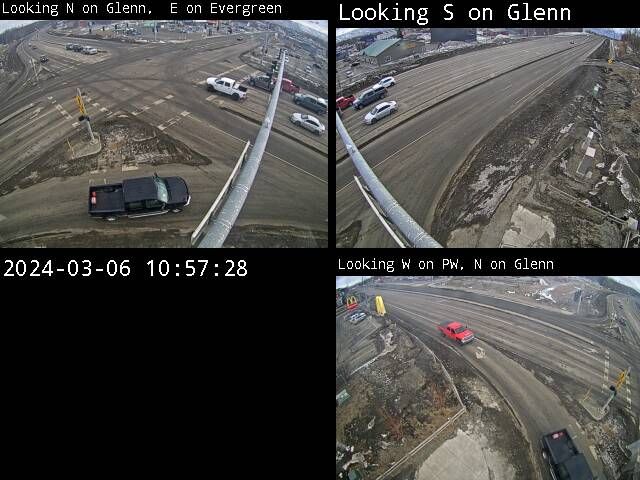 Looking N on Glenn,  E on Evergreen
Looking S on Glenn
2024-03-06 10:57:28
Looking W on PW, N on Glenn